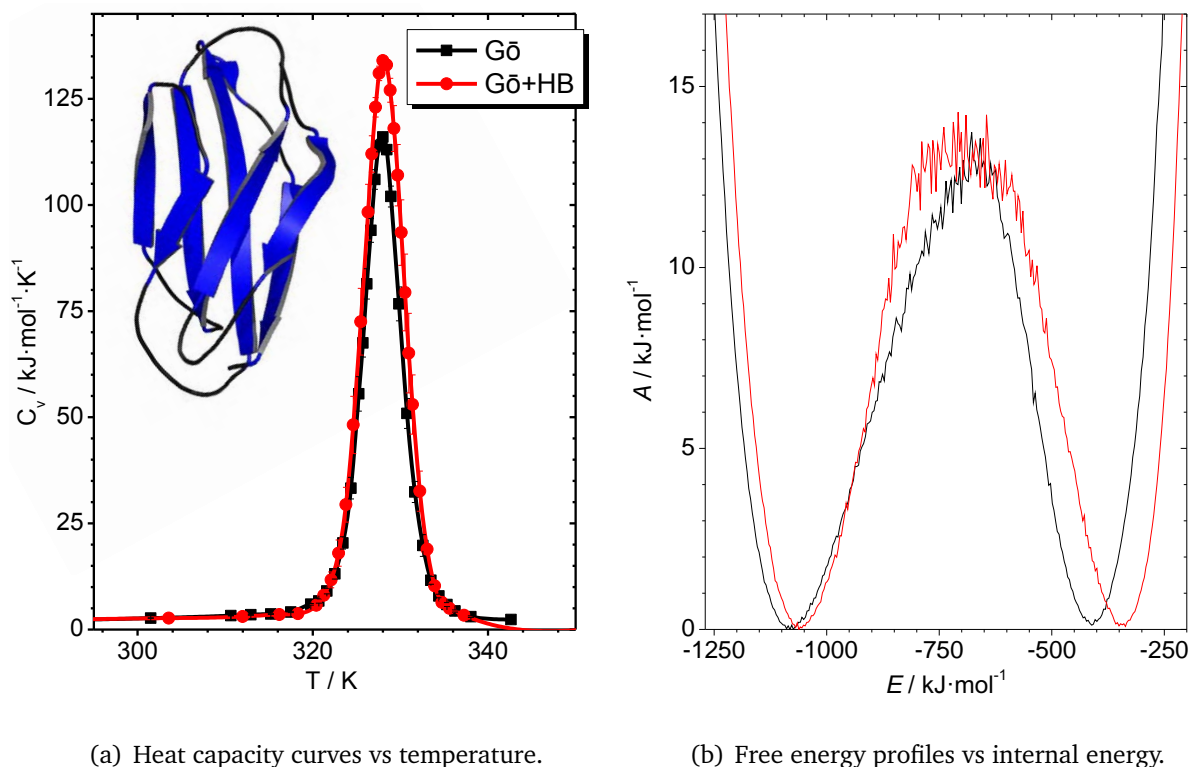 Gō
Gō+HB
125
100
75
50
25
0
C_v / kJ·mol⁻¹·K⁻¹
300
320
340
T / K
(a) Heat capacity curves vs temperature.
15
10
5
0
A / kJ·mol⁻¹
-1250
-1000
-750
-500
-250
E / kJ·mol⁻¹
(b) Free energy profiles vs internal energy.